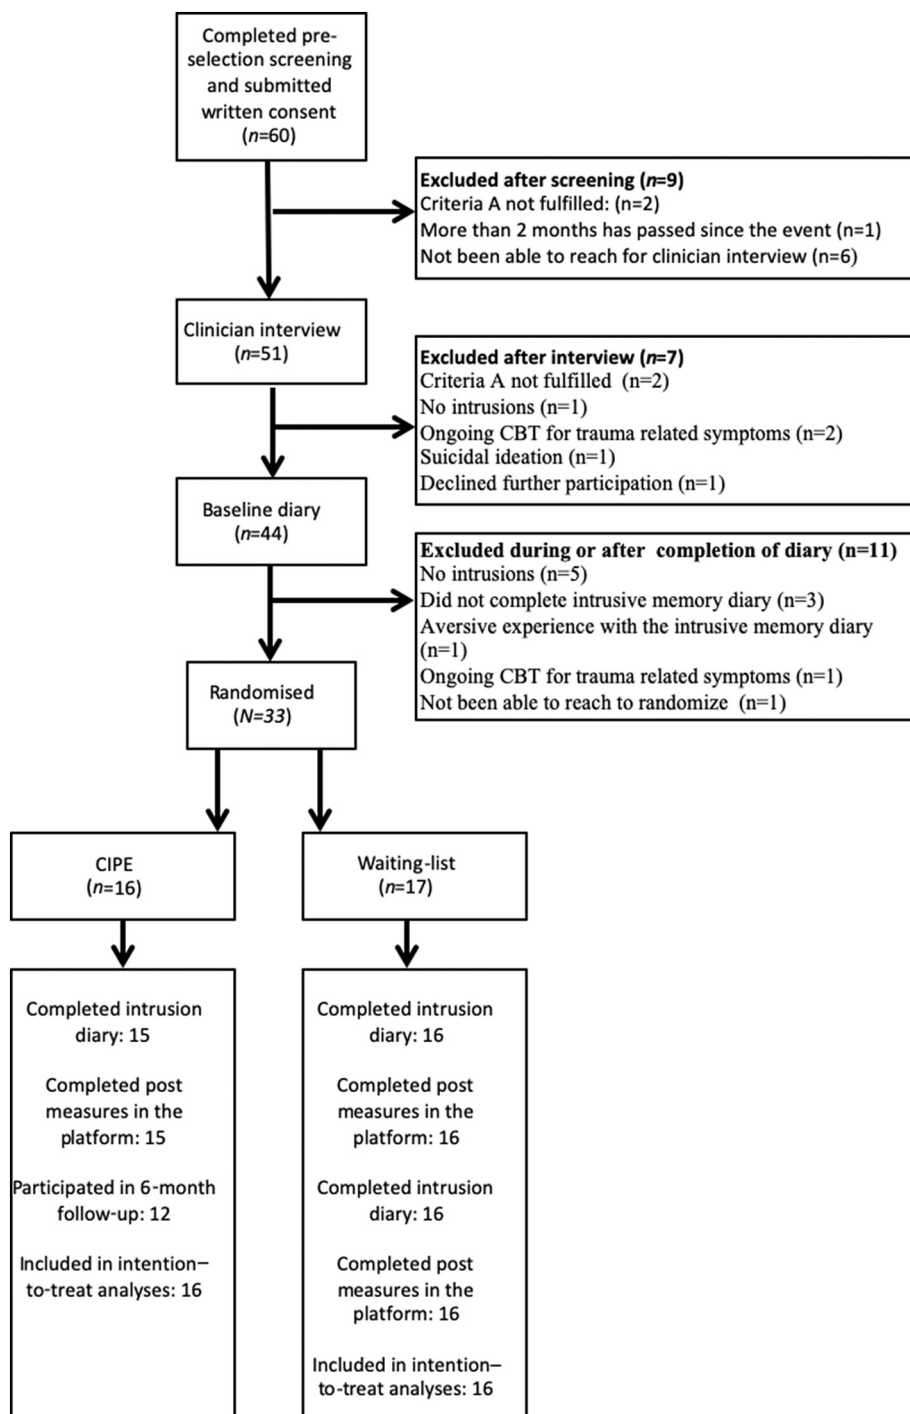 Completed pre-
selection screening
and submitted
written consent
(n=60)
Excluded after screening (n=9)
Criteria A not fulfilled: (n=2)
More than 2 months has passed since the event (n=1)
Not been able to reach for clinician interview (n=6)
Clinician interview
(n=51)
Excluded after interview (n=7)
Criteria A not fulfilled (n=2)
No intrusions (n=1)
Ongoing CBT for trauma related symptoms (n=2)
Suicidal ideation (n=1)
Declined further participation (n=1)
Baseline diary
(n=44)
Excluded during or after completion of diary (n=11)
No intrusions (n=5)
Did not complete intrusive memory diary (n=3)
Aversive experience with the intrusive memory diary
(n=1)
Ongoing CBT for trauma related symptoms (n=1)
Not been able to reach to randomize (n=1)
Randomised
(N=33)
CIPE
(n=16)
Waiting-list
(n=17)
Completed intrusion
diary: 15
Completed post
measures in the
platform: 15
Participated in 6-month
follow-up: 12
Included in intention–
to-treat analyses: 16
Completed intrusion
diary: 16
Completed post
measures in the
platform: 16
Completed intrusion
diary: 16
Completed post
measures in the
platform: 16
Included in intention–
to-treat analyses: 16